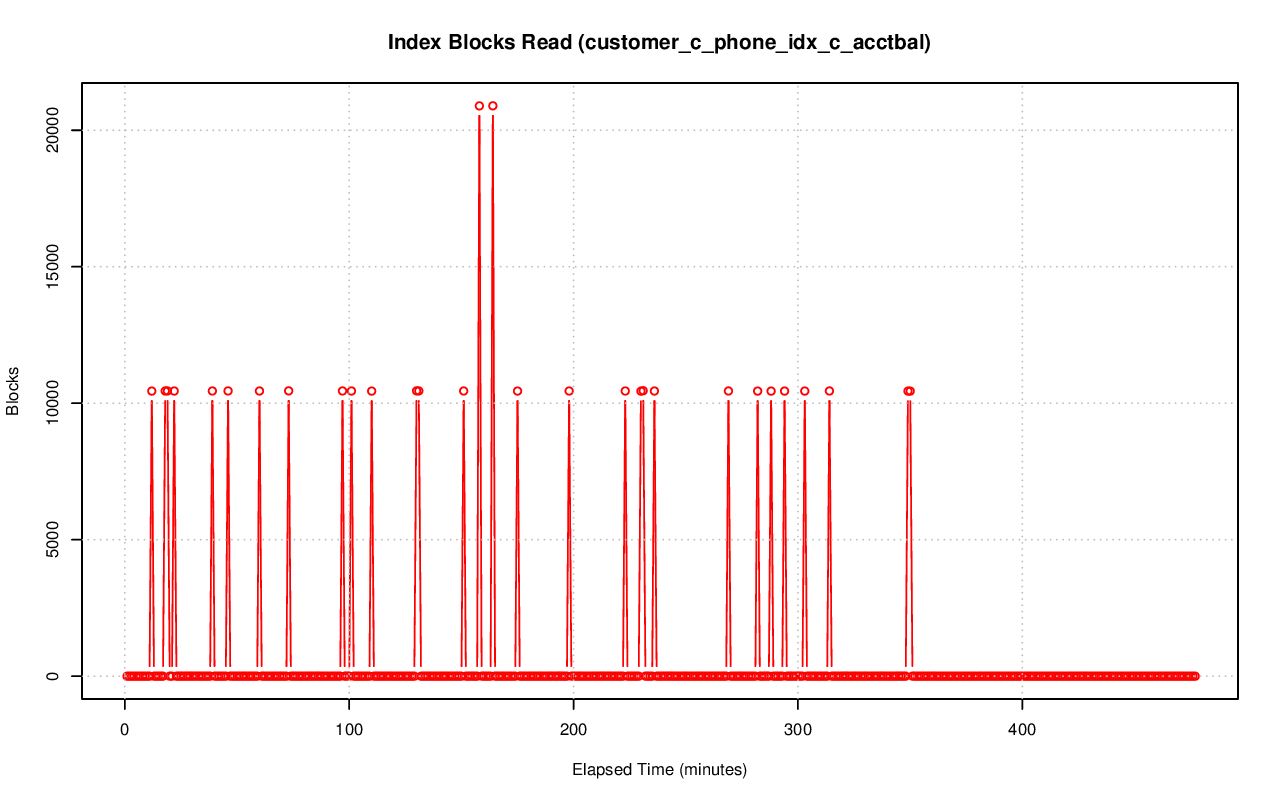 Index Blocks Read (customer_c_phone_idx_c_acctbal)
Blocks
20000
15000
10000
5000
0
0 100 200 300 400
Elapsed Time (minutes)